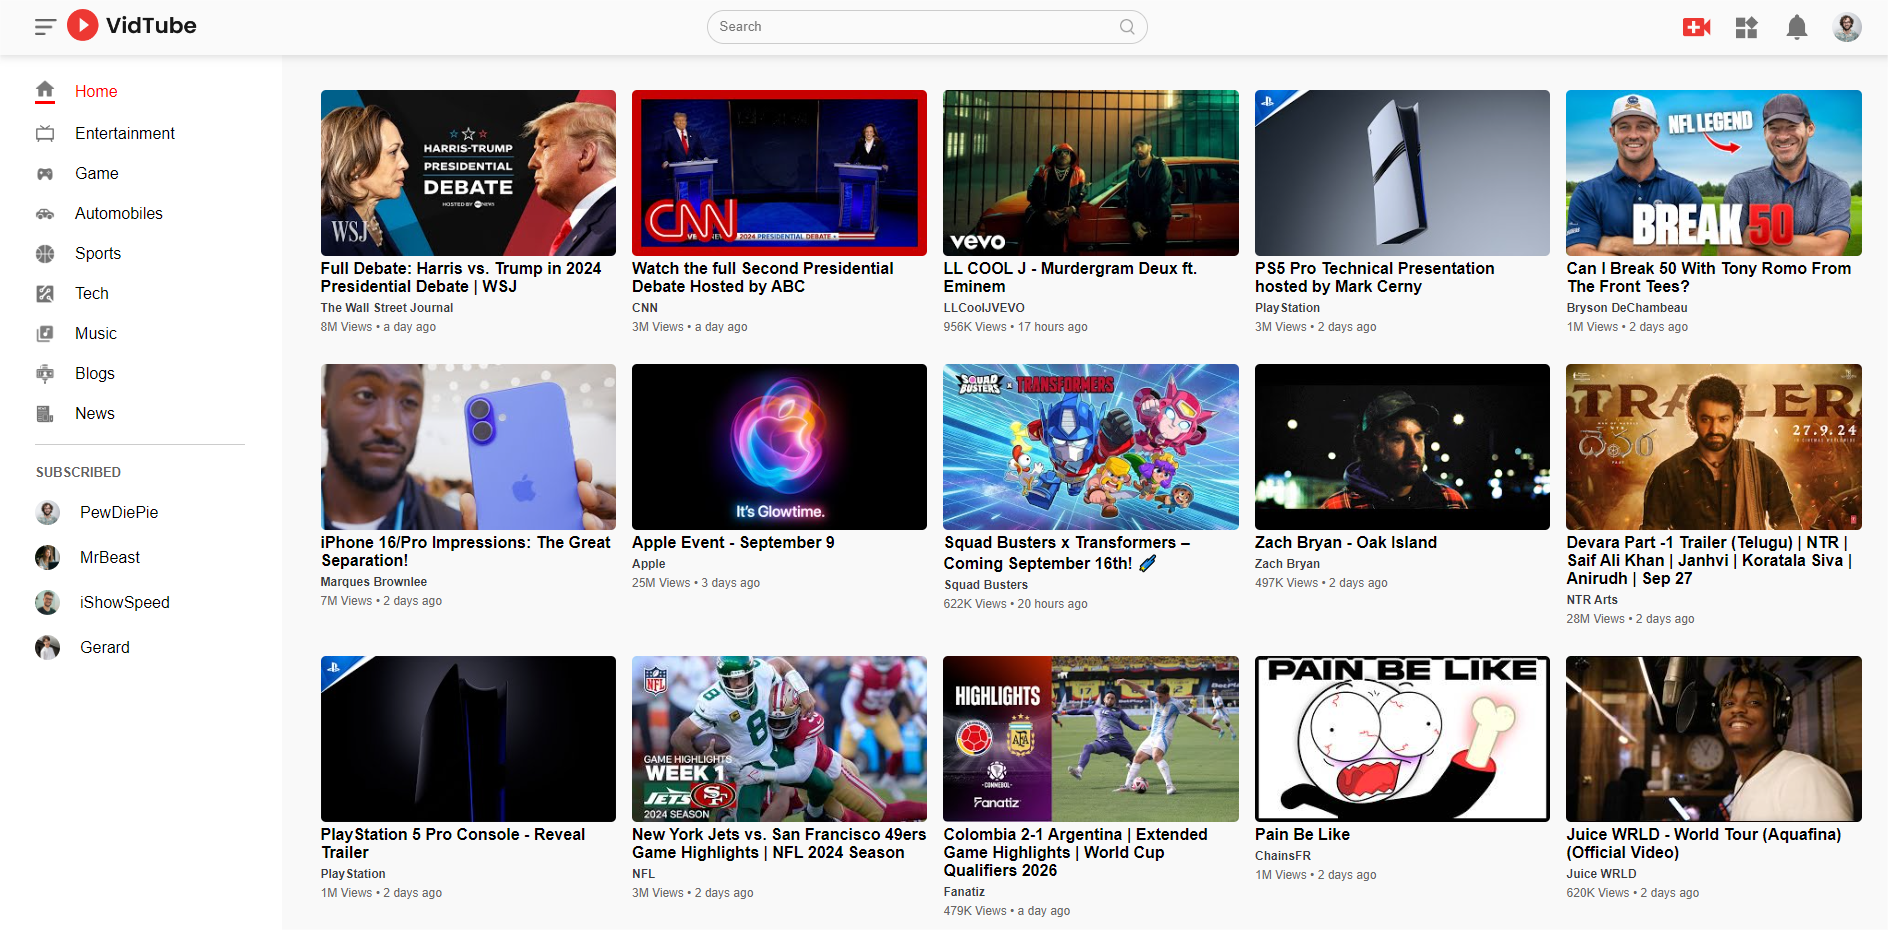 VidTube
Search
Home
Entertainment
Game
Automobiles
Sports
Tech
Music
Blogs
News
SUBSCRIBED
PewDiePie
MrBeast
iShowSpeed
Gerard
HARRIS-TRUMP
PRESIDENTIAL
DEBATE
HOSTED BY abc NEWS
WSJ
Full Debate: Harris vs. Trump in 2024
Presidential Debate | WSJ
The Wall Street Journal
8M Views • a day ago
CNN
2024 PRESIDENTIAL DEBATE
Watch the full Second Presidential
Debate Hosted by ABC
CNN
3M Views • a day ago
vevo
LL COOL J - Murdergram Deux ft.
Eminem
LLCoolJVEVO
956K Views • 17 hours ago
PS5 Pro Technical Presentation
hosted by Mark Cerny
PlayStation
3M Views • 2 days ago
NFL LEGEND
BREAK 50
Can I Break 50 With Tony Romo From
The Front Tees?
Bryson DeChambeau
1M Views • 2 days ago
iPhone 16/Pro Impressions: The Great
Separation!
Marques Brownlee
7M Views • 2 days ago
It's Glowtime.
Apple Event - September 9
Apple
25M Views • 3 days ago
SQUAD BUSTERS x TRANSFORMERS
Squad Busters x Transformers –
Coming September 16th!
Squad Busters
622K Views • 20 hours ago
Zach Bryan - Oak Island
Zach Bryan
497K Views • 2 days ago
TRAILER
27.9.24
దేవర
Devara Part -1 Trailer (Telugu) | NTR |
Saif Ali Khan | Janhvi | Koratala Siva |
Anirudh | Sep 27
NTR Arts
28M Views • 2 days ago
PlayStation 5 Pro Console - Reveal
Trailer
PlayStation
1M Views • 2 days ago
NFL
8
8
GAME HIGHLIGHTS
WEEK 1
JETS SF
2024 SEASON
New York Jets vs. San Francisco 49ers
Game Highlights | NFL 2024 Season
NFL
3M Views • 2 days ago
HIGHLIGHTS
AFA
CONMEBOL
Fanatiz
Colombia 2-1 Argentina | Extended
Game Highlights | World Cup
Qualifiers 2026
Fanatiz
479K Views • a day ago
PAIN BE LIKE
Pain Be Like
ChainsFR
1M Views • 2 days ago
Juice WRLD - World Tour (Aquafina)
(Official Video)
Juice WRLD
620K Views • 2 days ago